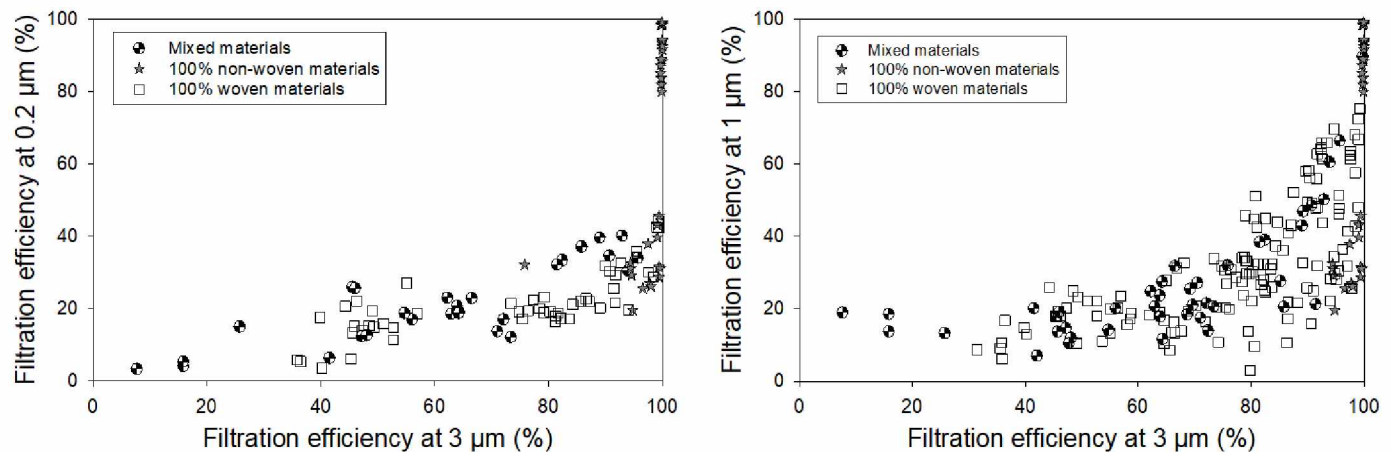 Filtration efficiency at 0.2 µm (%)
100
80
60
40
20
0
Mixed materials
100% non-woven materials
100% woven materials
0 20 40 60 80 100
Filtration efficiency at 3 µm (%)
Filtration efficiency at 1 µm (%)
100
80
60
40
20
0
Mixed materials
100% non-woven materials
100% woven materials
0 20 40 60 80 100
Filtration efficiency at 3 µm (%)